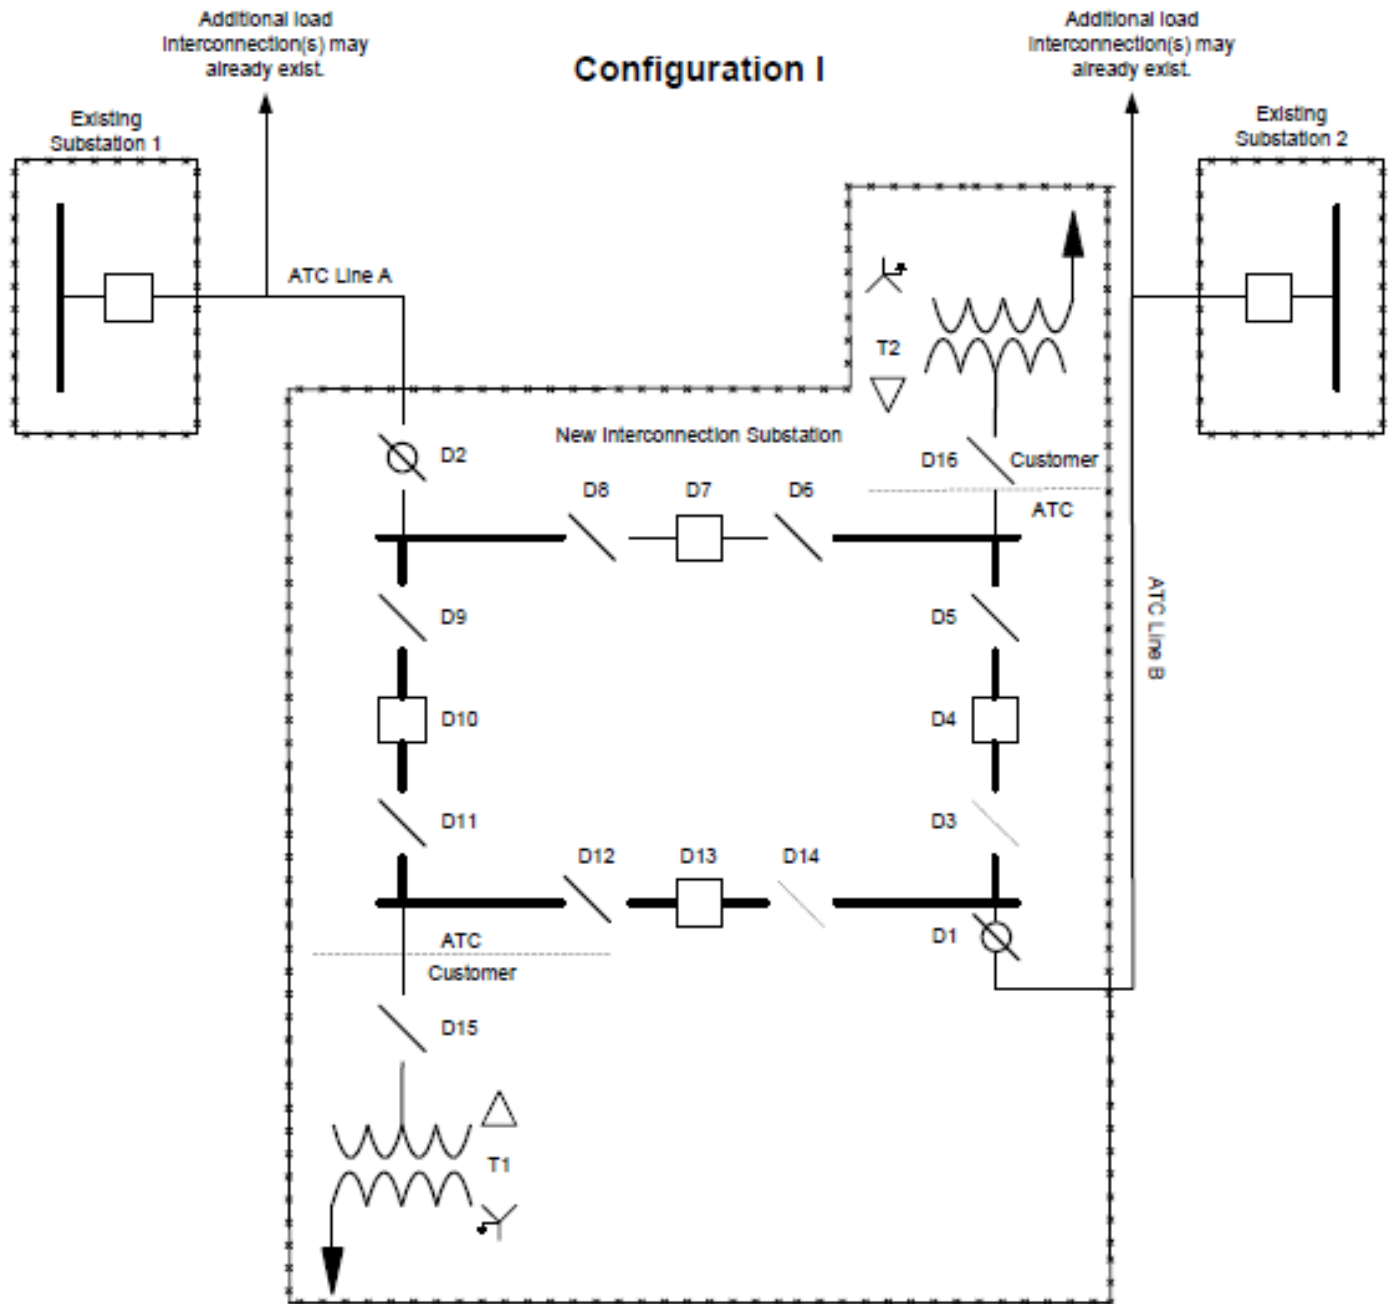 Additional load
Interconnection(s) may
already exist.
Additional load
Interconnection(s) may
already exist.
Configuration I
Existing
Substation 1
Existing
Substation 2
ATC Line A
T2
New Interconnection Substation
D2
D16
Customer
ATC
D8
D7
D6
D9
D5
ATC Line B
D10
D4
D11
D3
D12
D13
D14
ATC
D1
Customer
D15
T1